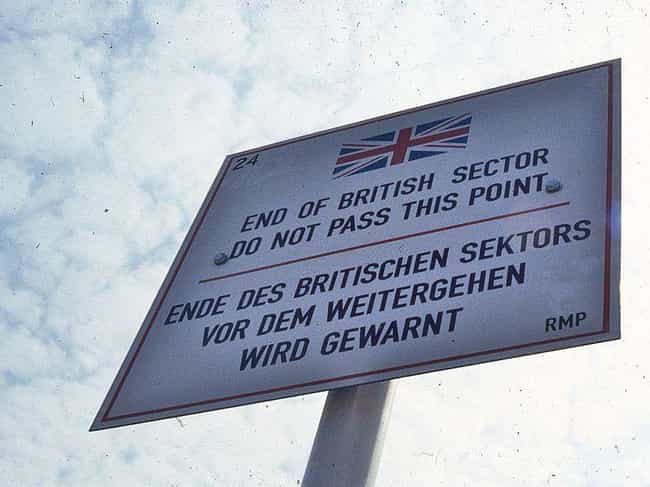 24
END OF BRITISH SECTOR
DO NOT PASS THIS POINT
ENDE DES BRITISCHEN SEKTORS
VOR DEM WEITERGEHEN
WIRD GEWARNT
RMP